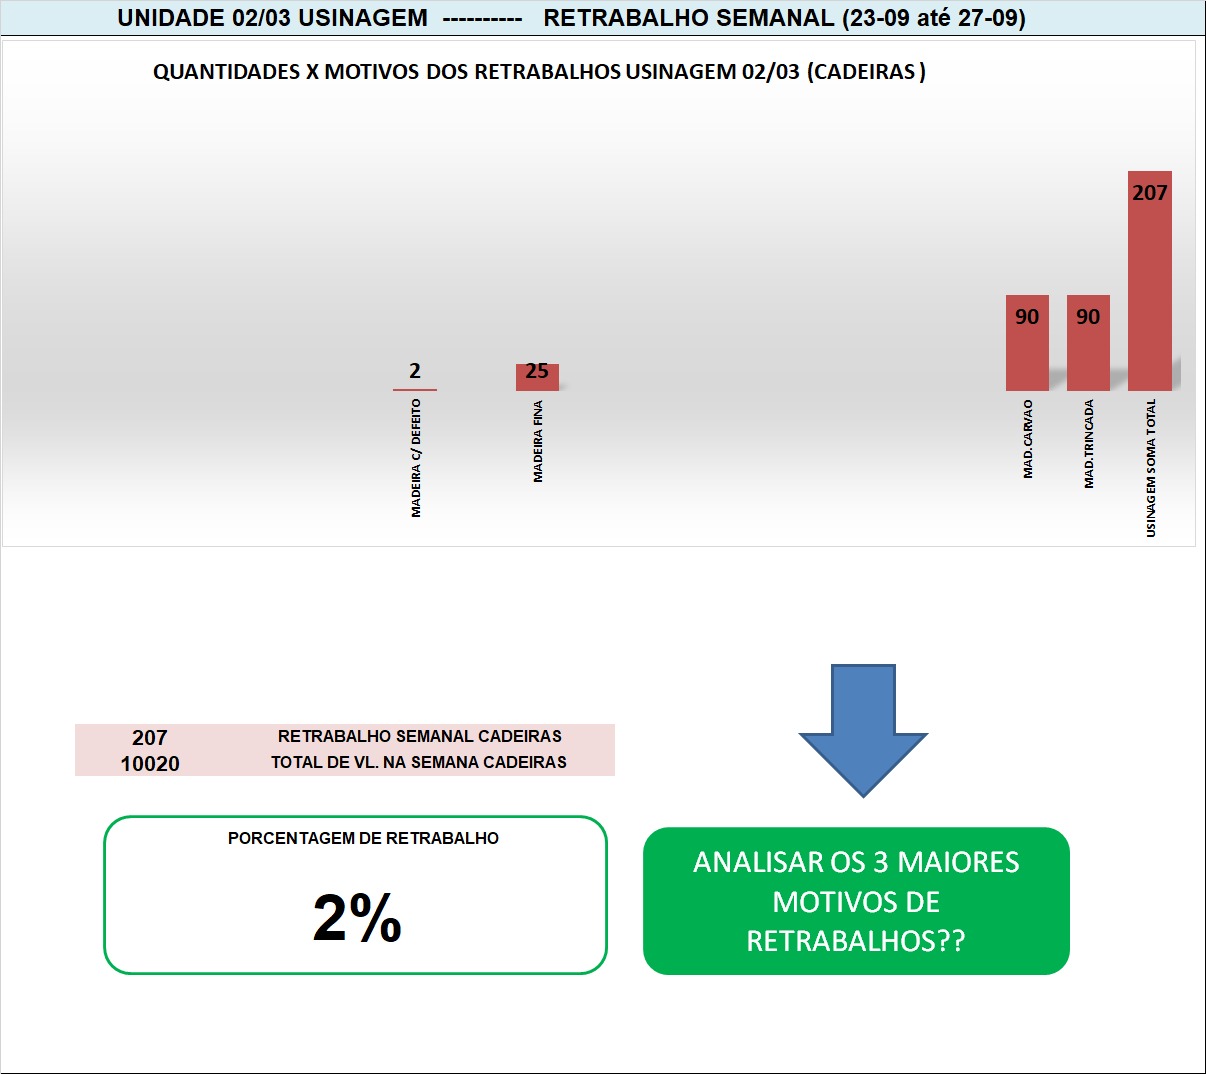 UNIDADE 02/03 USINAGEM ---------- RETRABALHO SEMANAL (23-09 até 27-09)
QUANTIDADES X MOTIVOS DOS RETRABALHOS USINAGEM 02/03 (CADEIRAS)
2
25
90
90
207
MADEIRA C/ DEFEITO
MADEIRA FINA
MAD.CARVAO
MAD.TRINCADA
USINAGEM SOMA TOTAL
207 RETRABALHO SEMANAL CADEIRAS
10020 TOTAL DE VL. NA SEMANA CADEIRAS
PORCENTAGEM DE RETRABALHO
2%
ANALISAR OS 3 MAIORES
MOTIVOS DE
RETRABALHOS??